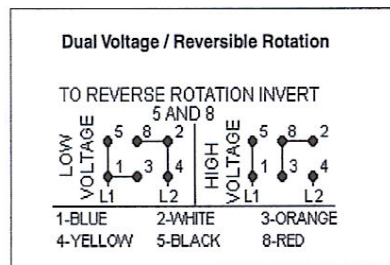 Dual Voltage / Reversible Rotation
TO REVERSE ROTATION INVERT
5 AND 8
LOW VOLTAGE
5 8 2
1 3 4
L1 L2
HIGH VOLTAGE
5 8 2
1 3 4
L1 L2
1-BLUE 2-WHITE 3-ORANGE
4-YELLOW 5-BLACK 8-RED